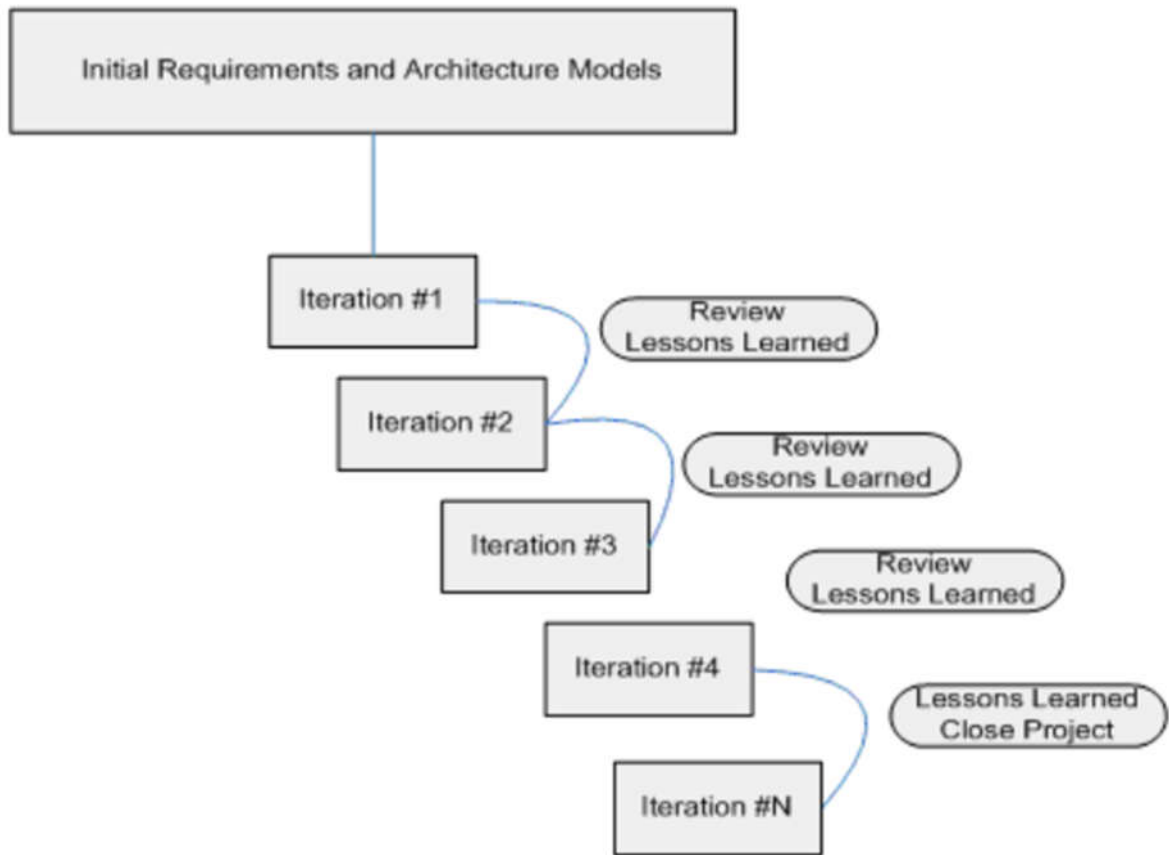 Initial Requirements and Architecture Models
Iteration #1
Review
Lessons Learned
Iteration #2
Review
Lessons Learned
Iteration #3
Review
Lessons Learned
Iteration #4
Lessons Learned
Close Project
Iteration #N